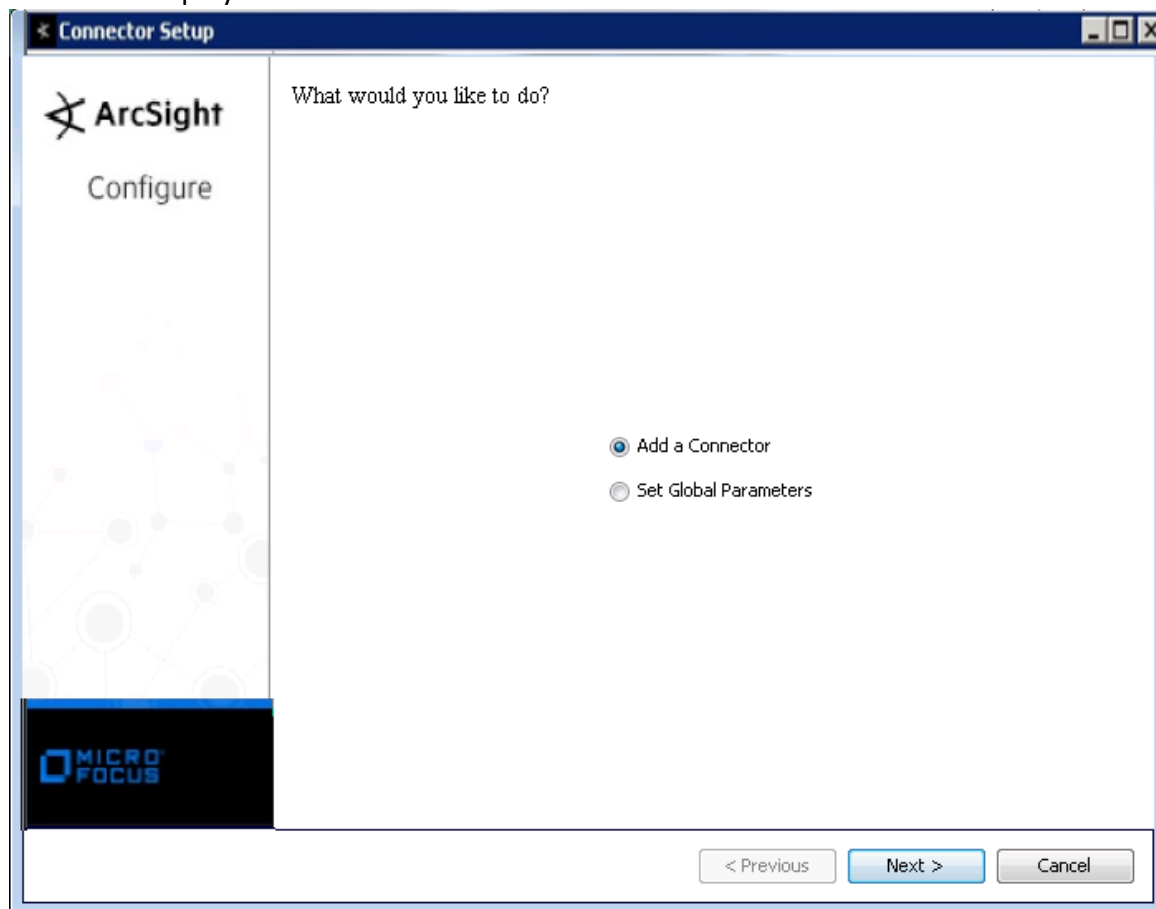 Connector Setup
ArcSight
Configure
What would you like to do?
Add a Connector
Set Global Parameters
MICRO
FOCUS
< Previous
Next >
Cancel